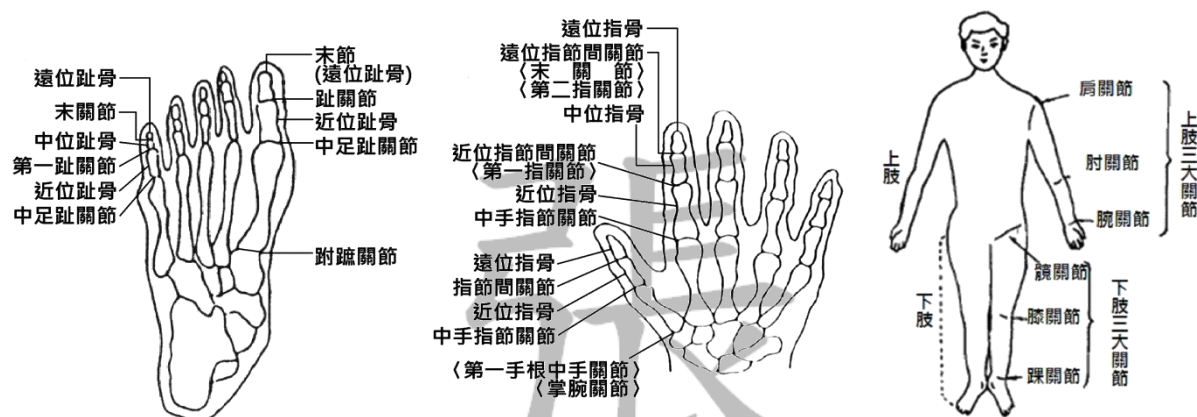 末節
(遠位趾骨)
趾關節
近位趾骨
中足趾關節
跗蹠關節
遠位趾骨
末關節
中位趾骨
第一趾關節
近位趾骨
中足趾關節
遠位指骨
遠位指節間關節
〈末關節〉
〈第二指關節〉
中位指骨
近位指節間關節
〈第一指關節〉
近位指骨
中手指節關節
遠位指骨
指節間關節
近位指骨
中手指節關節
〈第一手根中手關節〉
〈掌腕關節〉
上肢
下肢
肩關節
肘關節
腕關節
上肢三大關節
髖關節
膝關節
踝關節
下肢三大關節